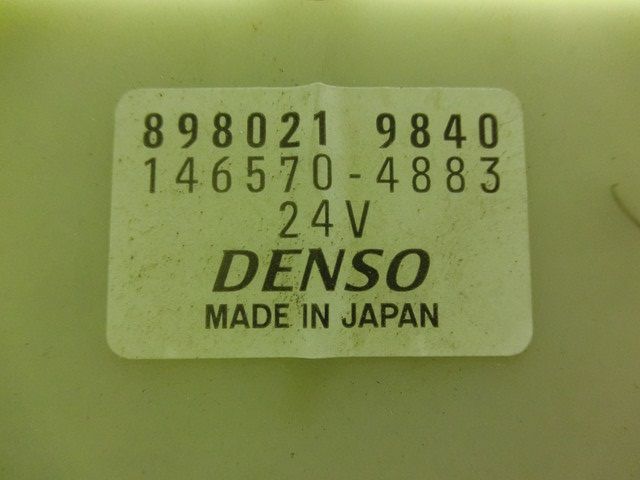 898021 9840
146570-4883
24V
DENSO
MADE IN JAPAN